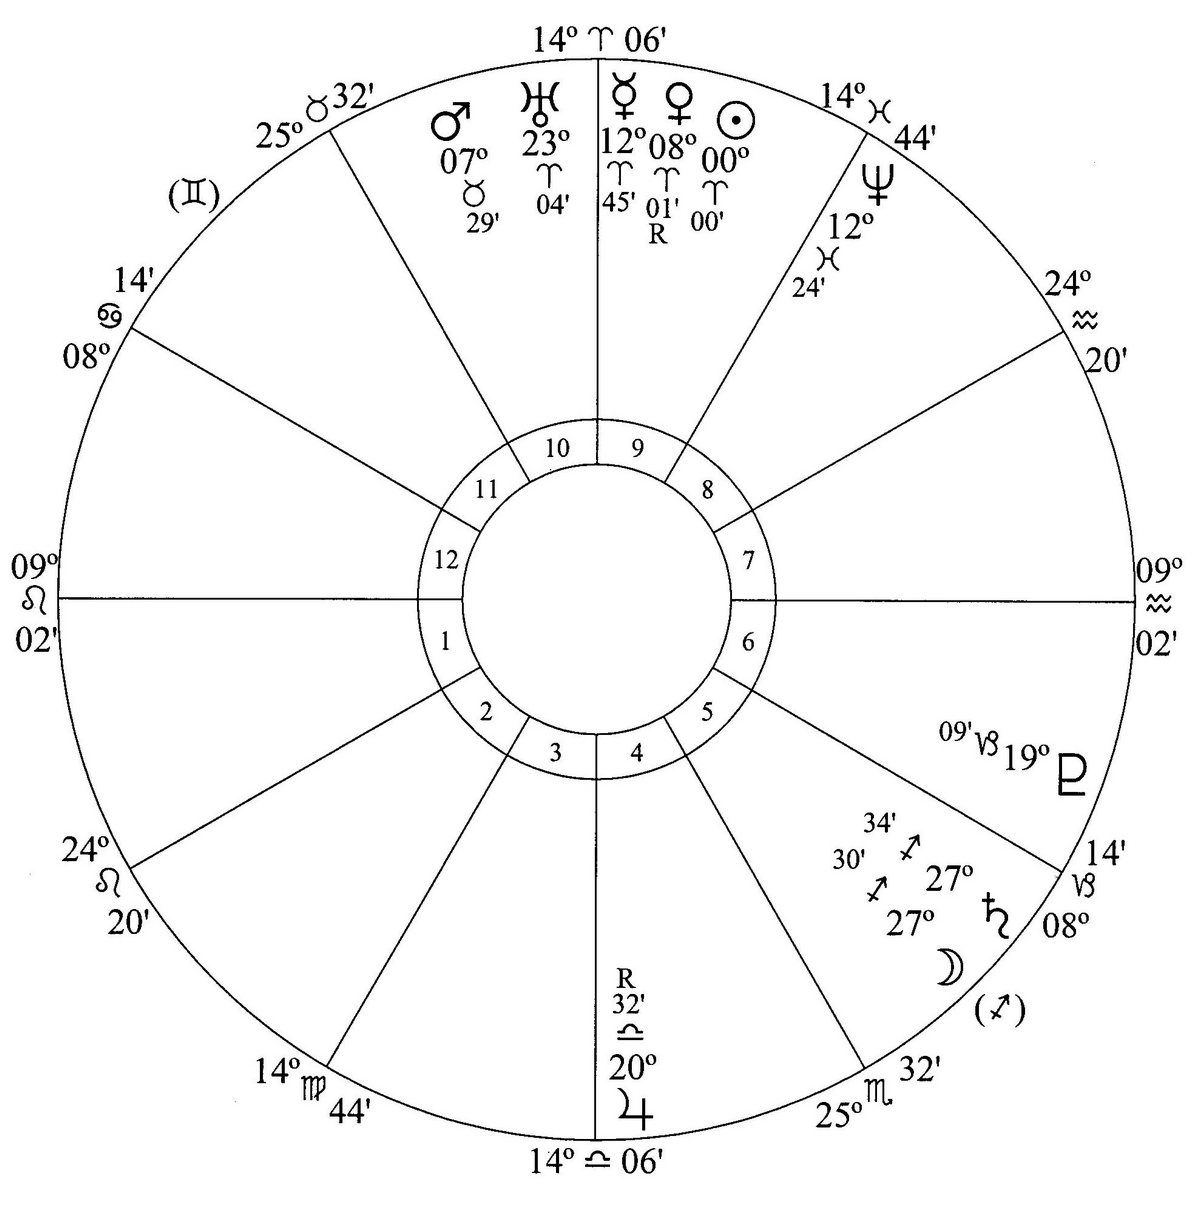 14º ♈ 06'
25º ♉ 32'
♂
07º
♉
29'
♅
23º
♈
04'
☿
12º
♈
45'
♀
08º
♈
01'
R
☉
00º
♈
00'
14º ♓ 44'
♆
12º
♓
24'
(♊)
14'
♋
08º
24º
♒
20'
10
9
11
8
12
7
1
6
2
5
3
4
09º
♌
02'
09º
♒
02'
09' ♑ 19º ♇
34' ♐ 27º ♄
30' ♐ 27º ☽
14'
♑
08º
(♐)
24º
♌
20'
R
32'
♎
20º
♃
14º ♍ 44'
25º ♏ 32'
14º ♎ 06'